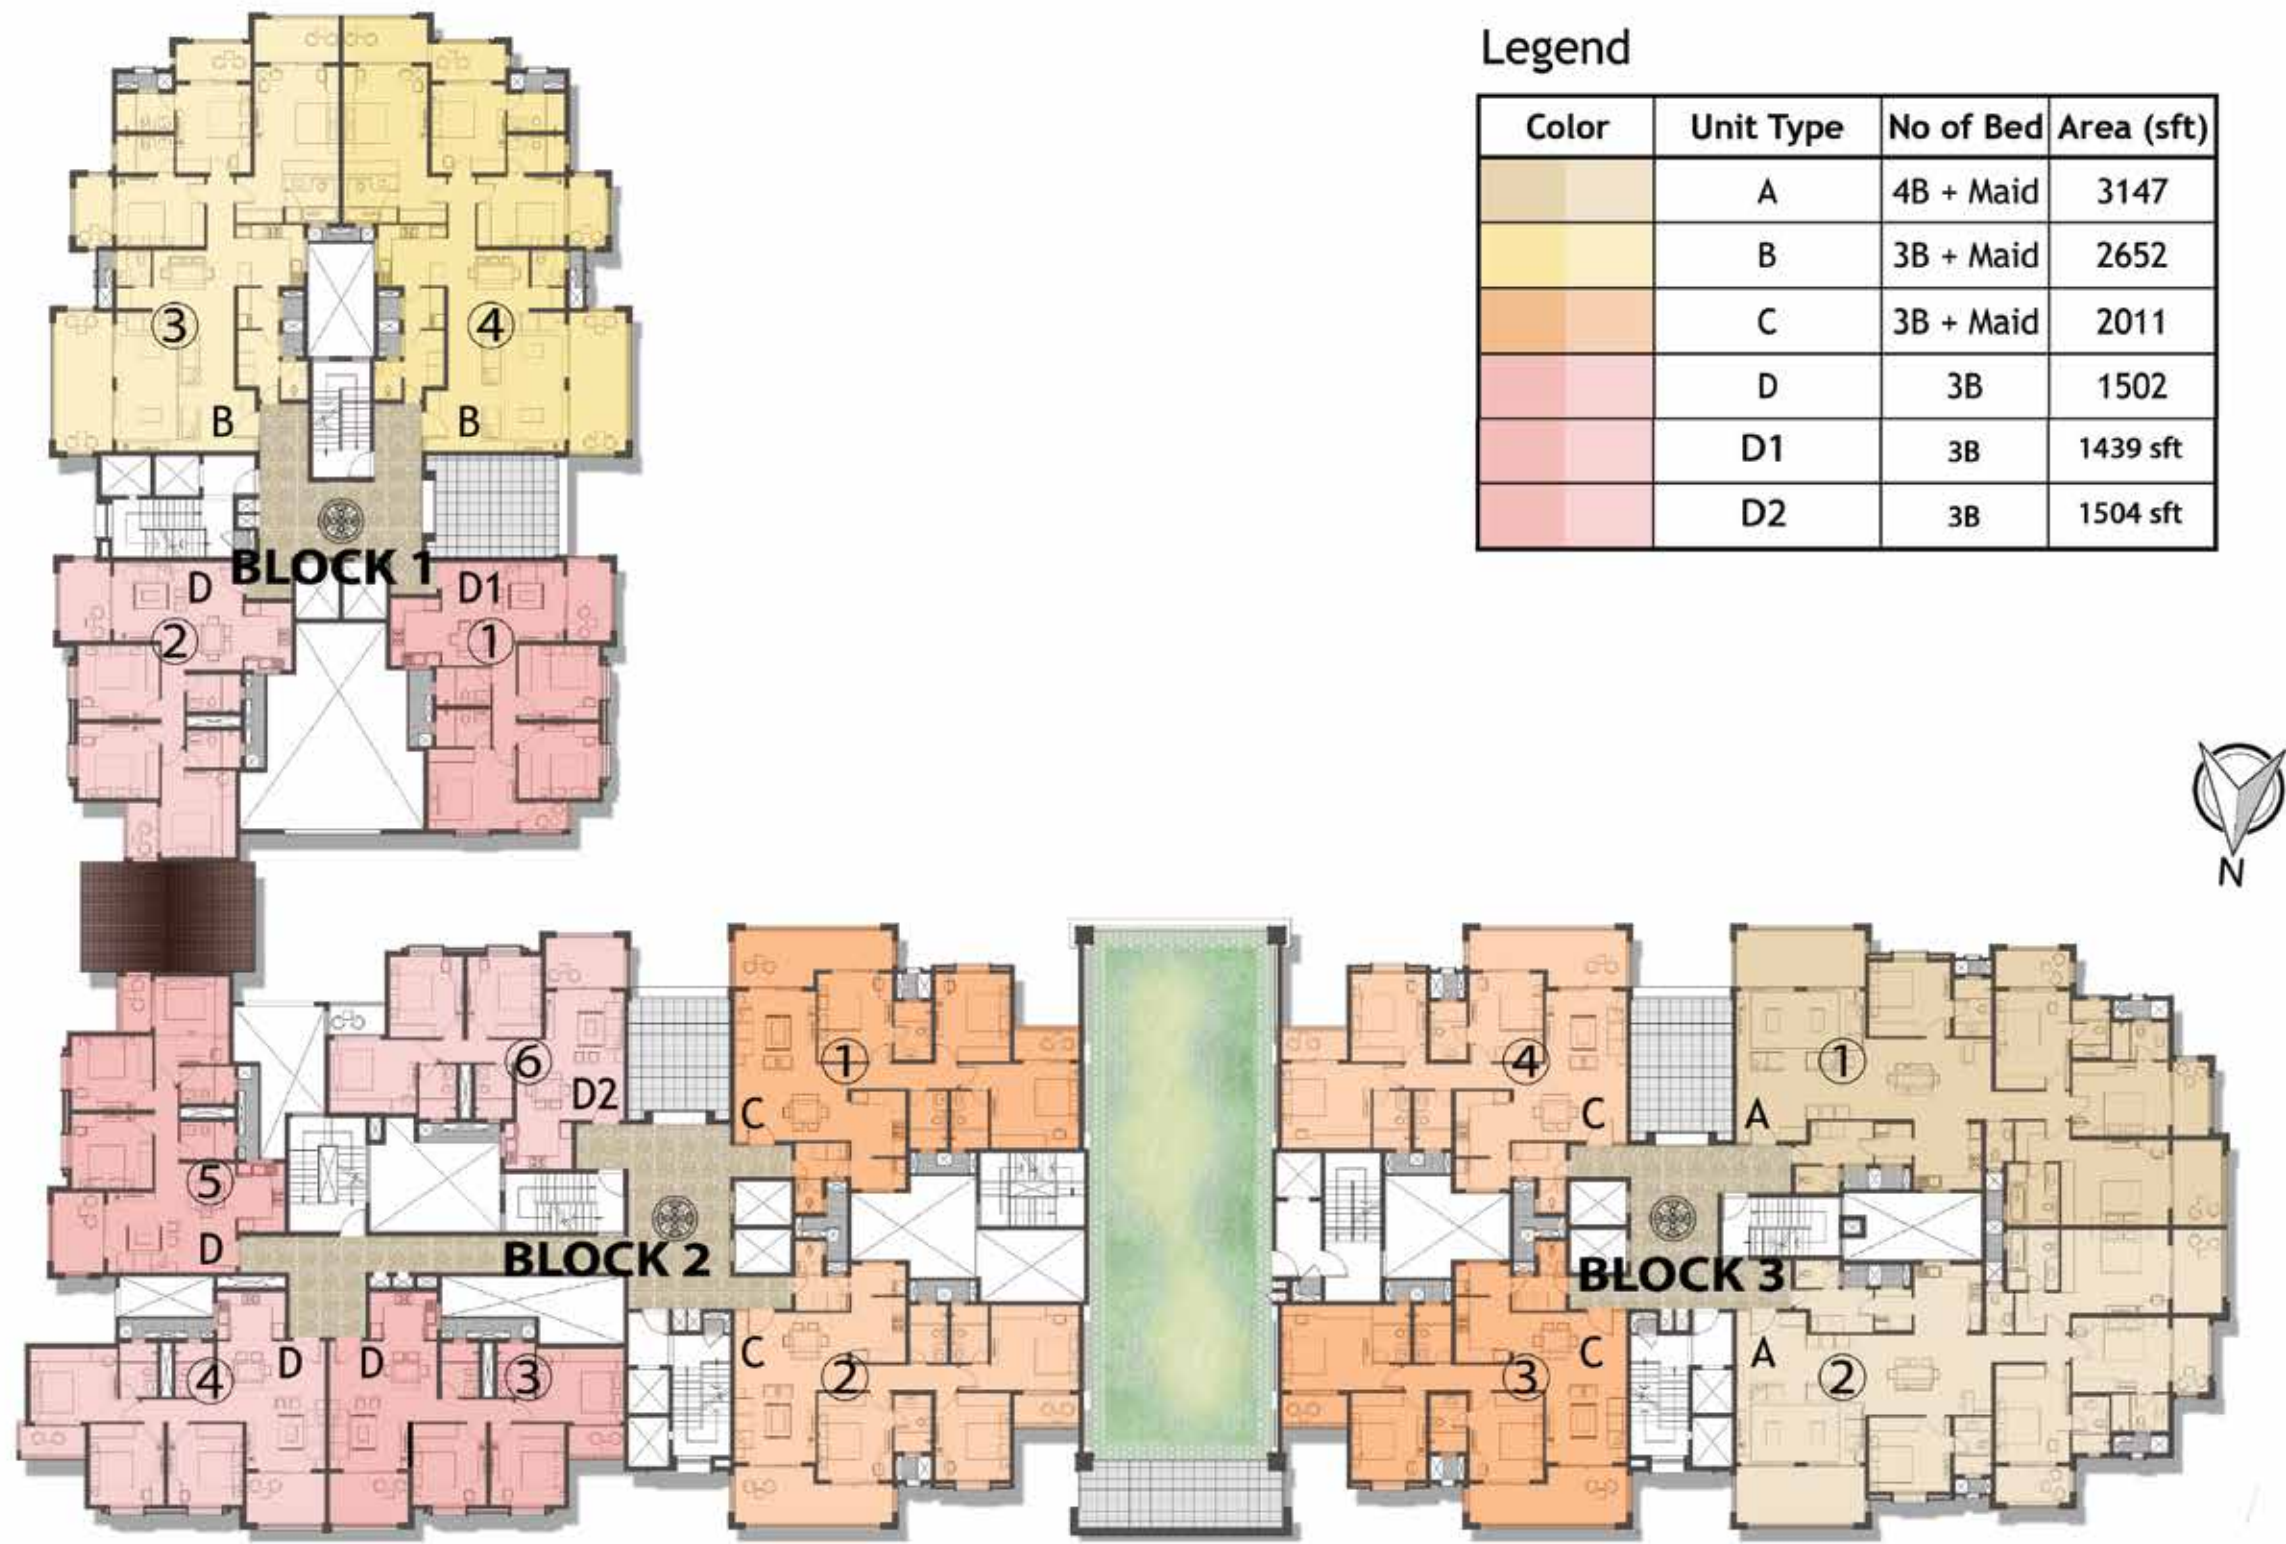 Legend
Color Unit Type No of Bed Area (sft)
A 4B + Maid 3147
B 3B + Maid 2652
C 3B + Maid 2011
D 3B 1502
D1 3B 1439 sft
D2 3B 1504 sft
3 4
B B
BLOCK 1
D D1
2 1
N
6 1 4 1
D2 C C A
5
D BLOCK 2 BLOCK 3
D D C C A
4 3 2 3 2